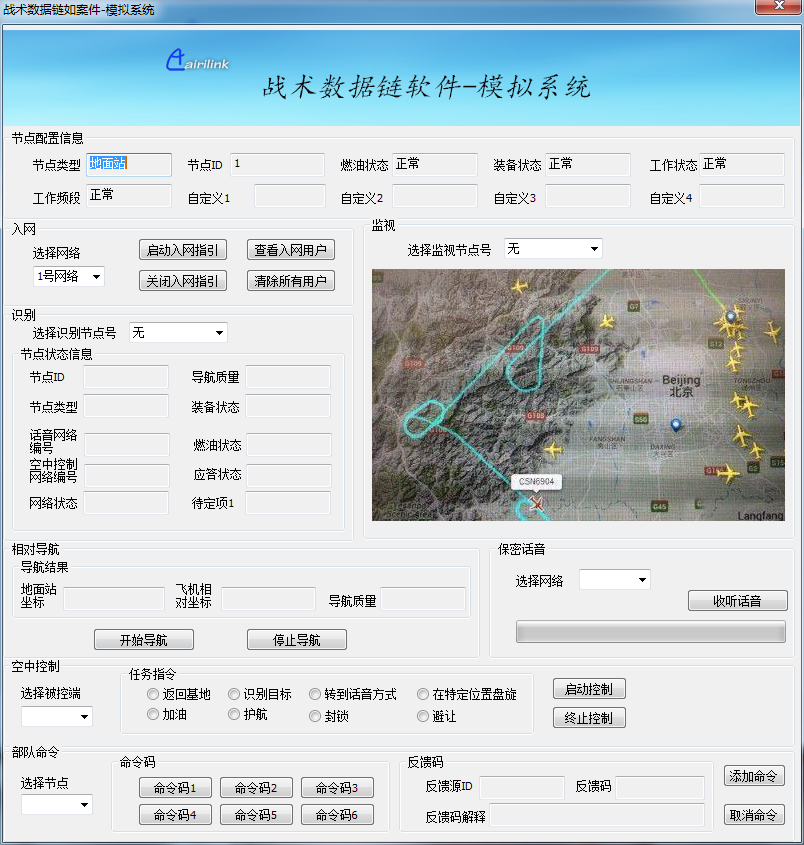 战术数据链如案件-模拟系统
airilink
战术数据链软件-模拟系统
节点配置信息
节点类型 地面站 节点ID 1 燃油状态 正常 装备状态 正常 工作状态 正常
工作频段 正常 自定义1 自定义2 自定义3 自定义4
入网
选择网络 启动入网指引 查看入网用户
1号网络 关闭入网指引 清除所有用户
监视
选择监视节点号 无
G7
G109
G109
G12
SHIJINGSHAN
Beijing
北京
TONGZHOU
G108
S50
FANGSHAN
房山区
DAXING
大兴区
CSN6904
G45
Langfang
识别
选择识别节点号 无
节点状态信息
节点ID 导航质量
节点类型 装备状态
话音网络
编号 燃油状态
空中控制
网络编号 应答状态
网络状态 待定项1
相对导航
导航结果
地面站
坐标
飞机相
对坐标
导航质量
开始导航 停止导航
保密话音
选择网络
收听话音
空中控制
选择被控端
任务指令
返回基地 识别目标 转到话音方式 在特定位置盘旋
加油 护航 封锁 避让
启动控制
终止控制
部队命令
选择节点
命令码
命令码1 命令码2 命令码3
命令码4 命令码5 命令码6
反馈码
反馈源ID 反馈码
反馈码解释
添加命令
取消命令